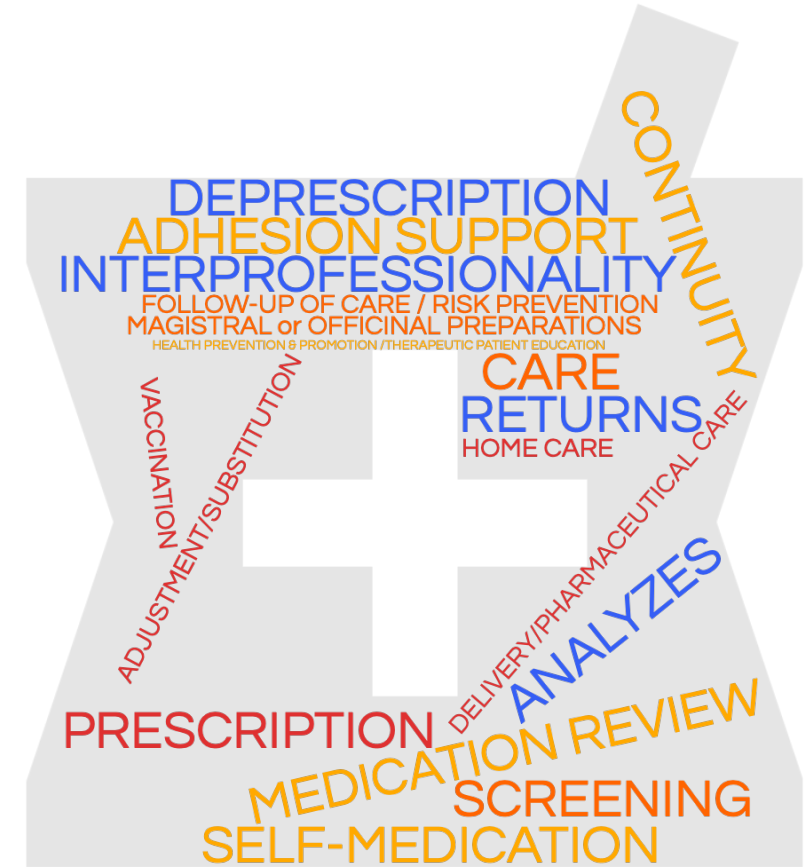 CONTINUITY
DEPRESCRIPTION
ADHESION SUPPORT
INTERPROFESSIONALITY
FOLLOW-UP OF CARE / RISK PREVENTION
MAGISTRAL or OFFICINAL PREPARATIONS
HEALTH PREVENTION & PROMOTION /THERAPEUTIC PATIENT EDUCATION
CARE
RETURNS
HOME CARE
VACCINATION
ADJUSTMENT/SUBSTITUTION
DELIVERY/PHARMACEUTICAL CARE
ANALYZES
PRESCRIPTION
MEDICATION REVIEW
SCREENING
SELF-MEDICATION